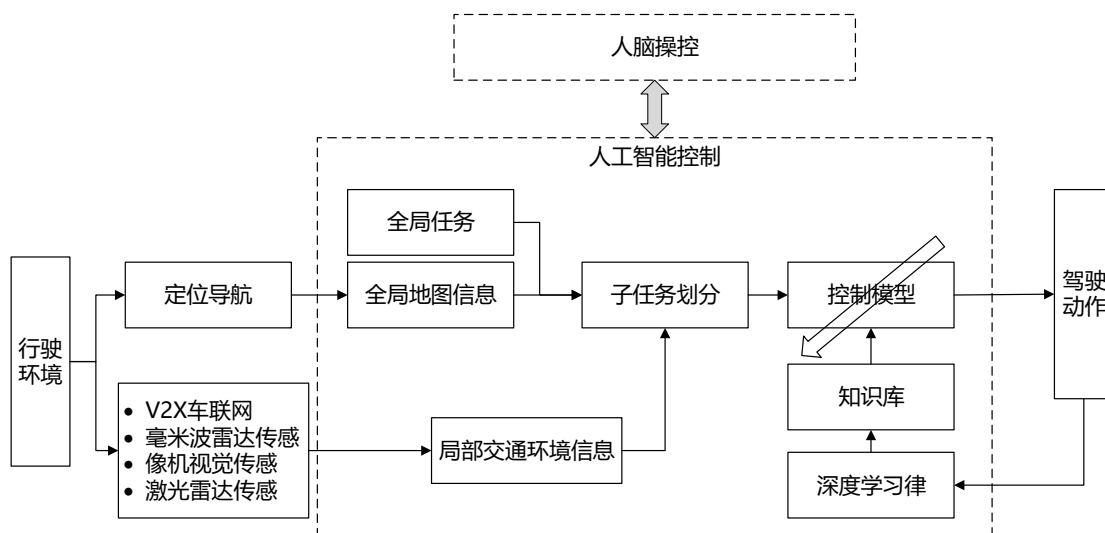 人脑操控
人工智能控制
全局任务
定位导航
全局地图信息
子任务划分
控制模型
驾驶
动作
行驶
环境
• V2X车联网
• 毫米波雷达传感
• 像机视觉传感
• 激光雷达传感
局部交通环境信息
知识库
深度学习律